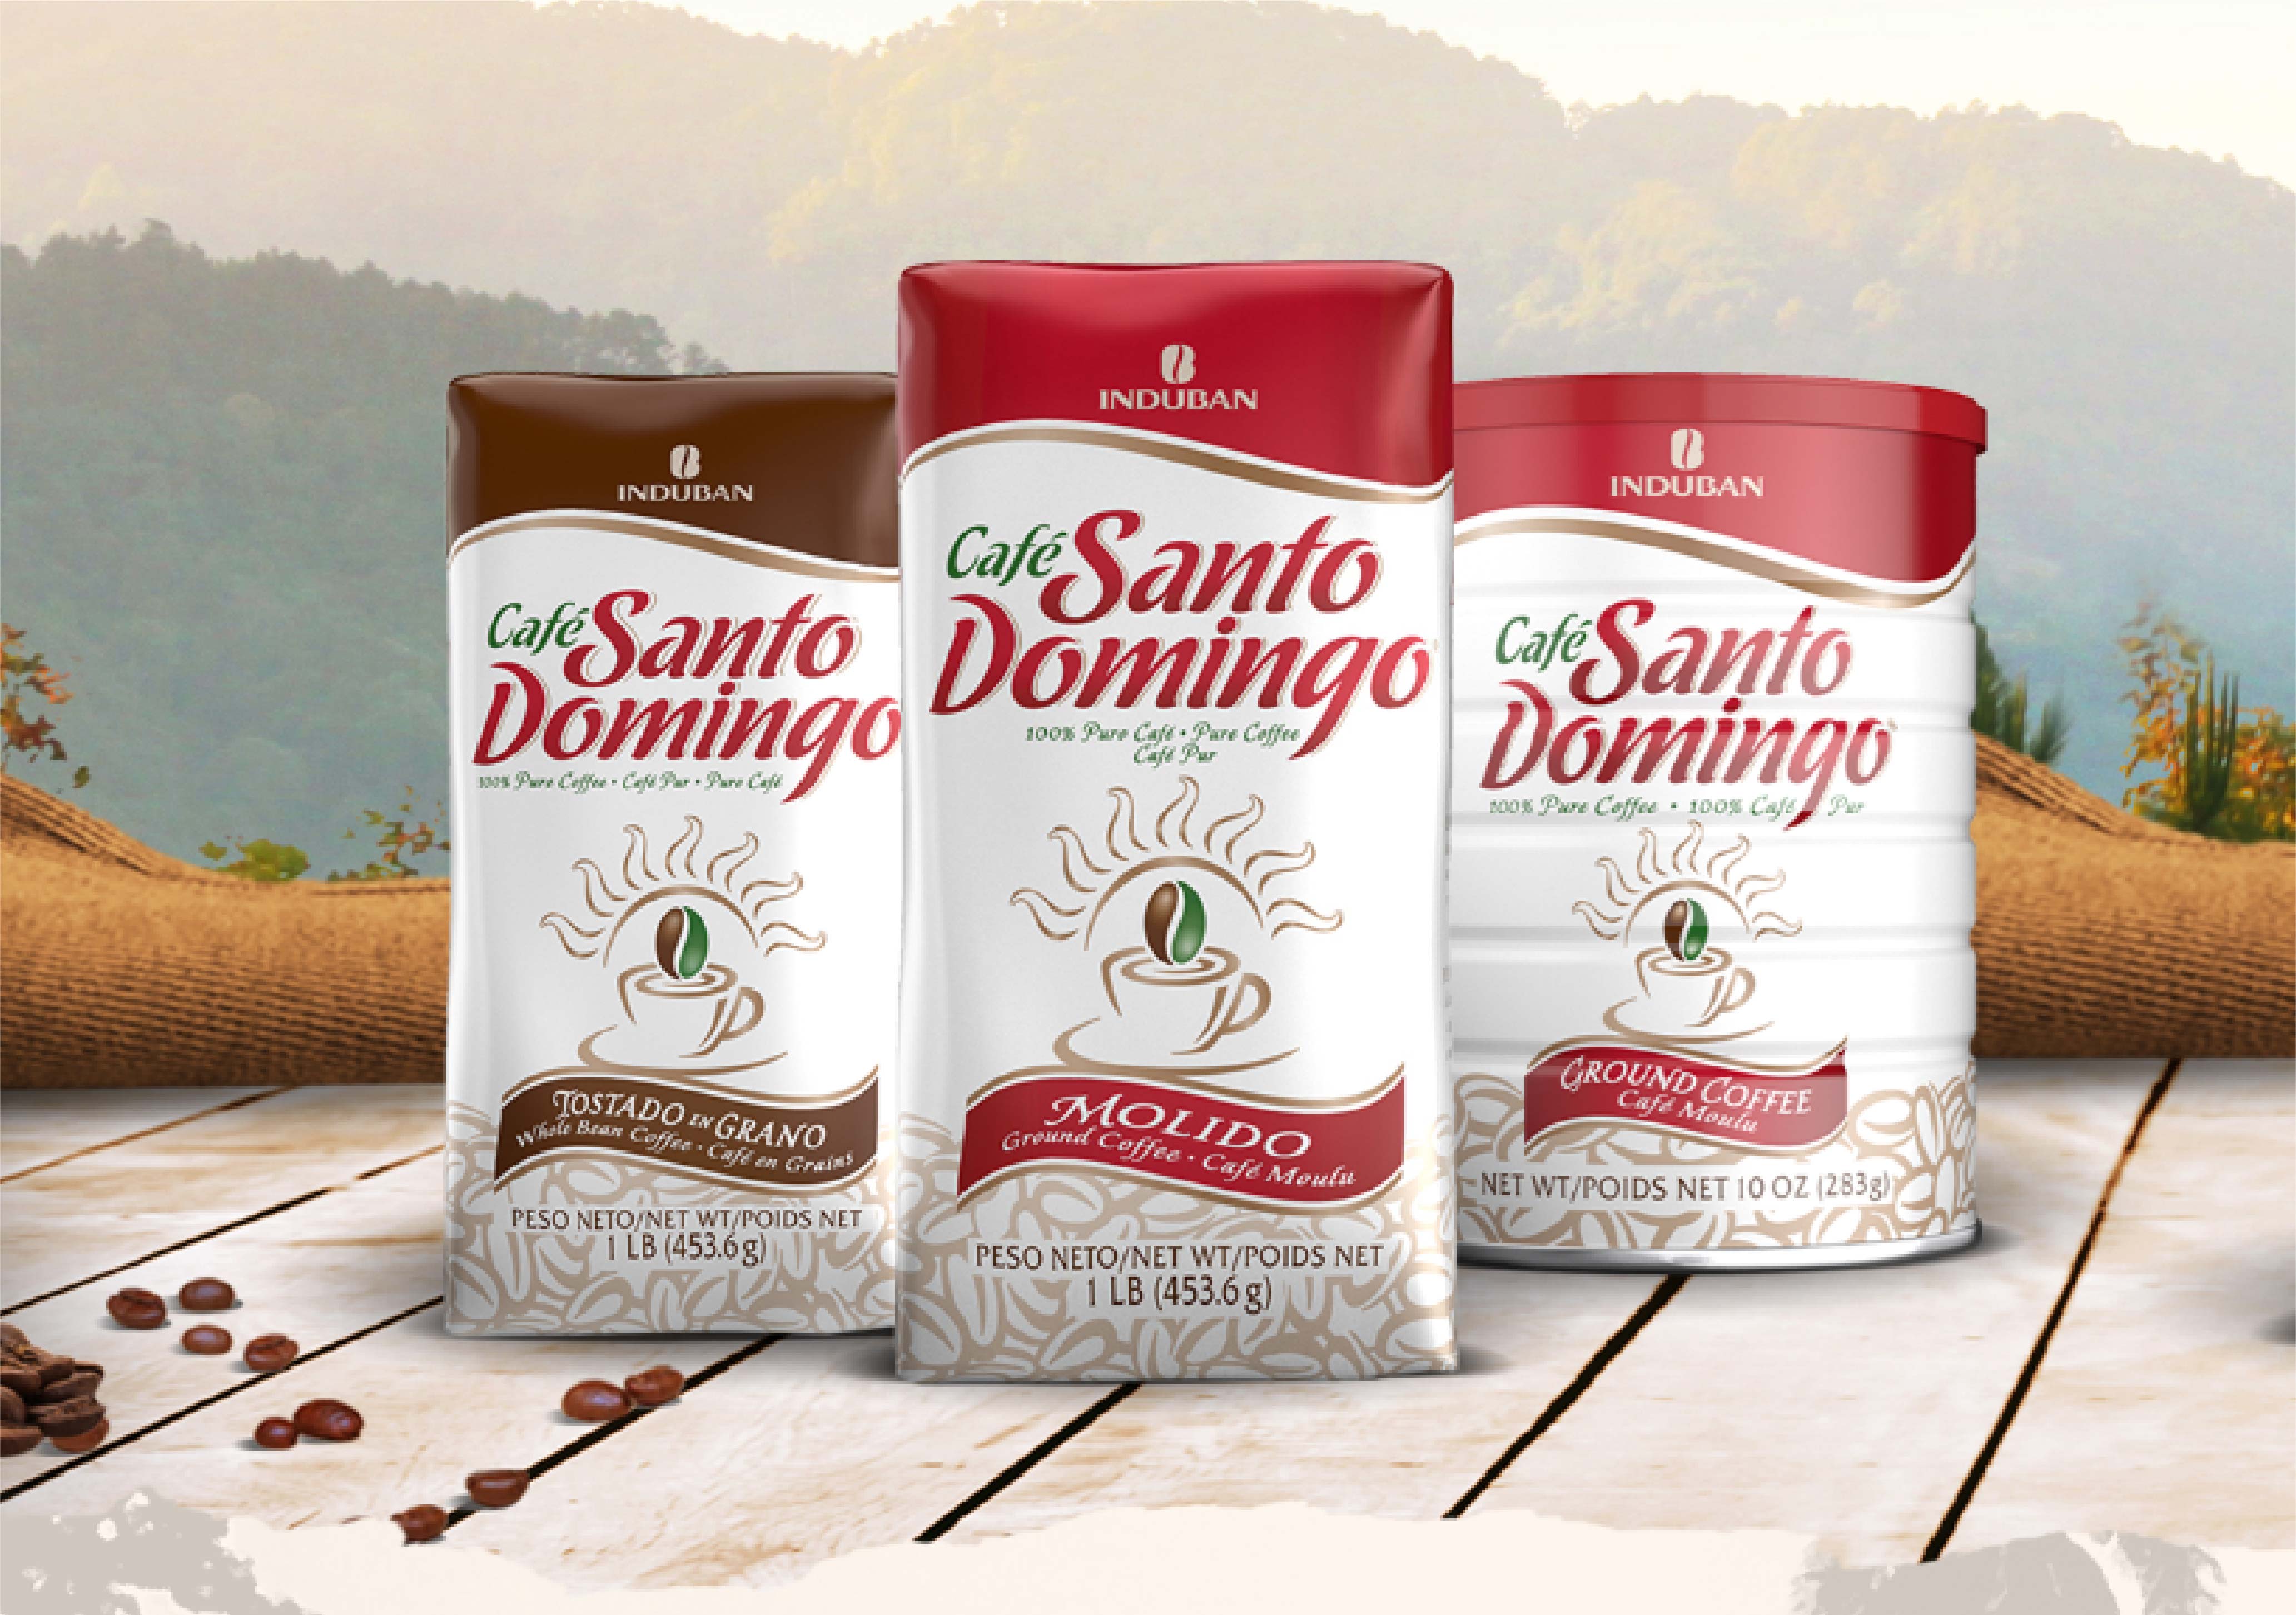 INDUBAN
Café Santo
Domingo
100% Pure Coffee • Café Pur • Puro Café
TOSTADO EN GRANO
Whole Bean Coffee • Café en Grains
PESO NETO/NET WT/POIDS NET
1 LB (453.6 g)
INDUBAN
Café Santo
Domingo
100% Puro Café • Pure Coffee
Café Pur
MOLIDO
Ground Coffee • Café Moulu
PESO NETO/NET WT/POIDS NET
1 LB (453.6 g)
INDUBAN
Café Santo
Domingo
100% Pure Coffee • 100% Café Pur
GROUND COFFEE
Café Moulu
NET WT/POIDS NET 10 OZ (283g)